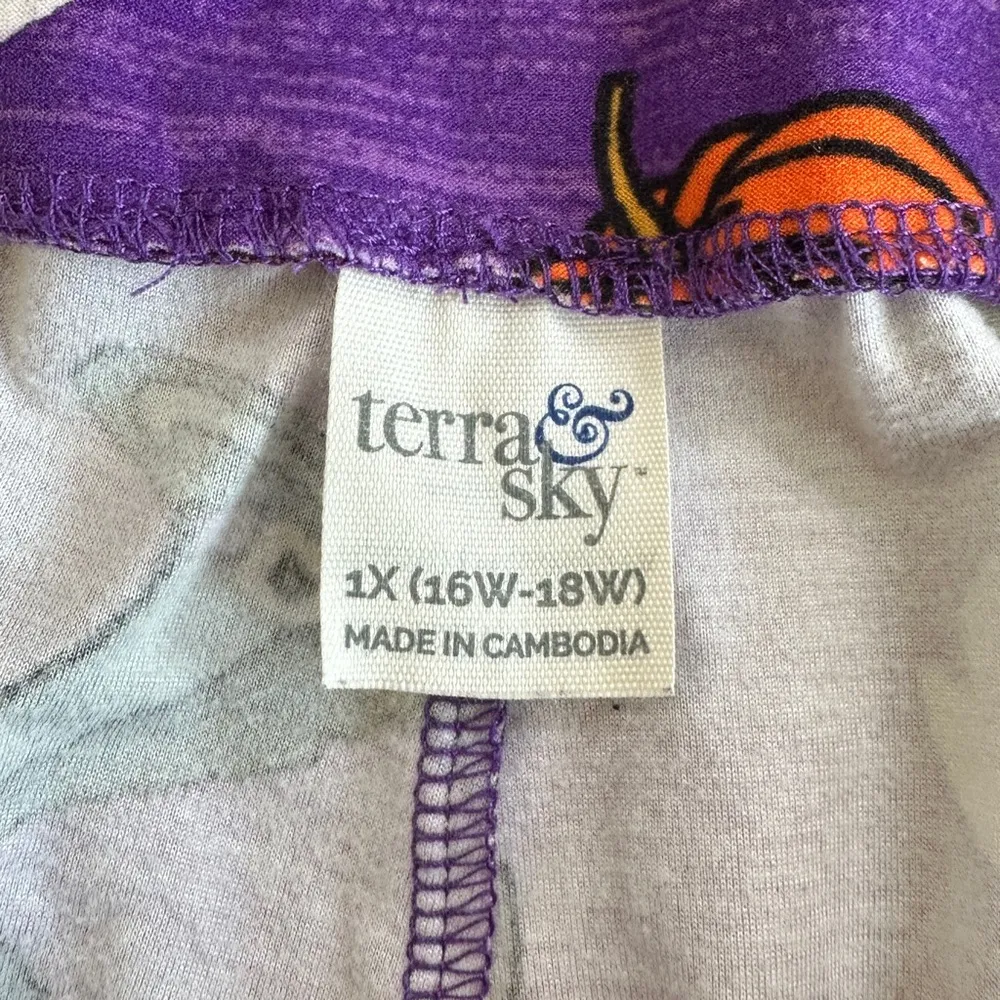 terra &
sky™
1X (16W-18W)
MADE IN CAMBODIA